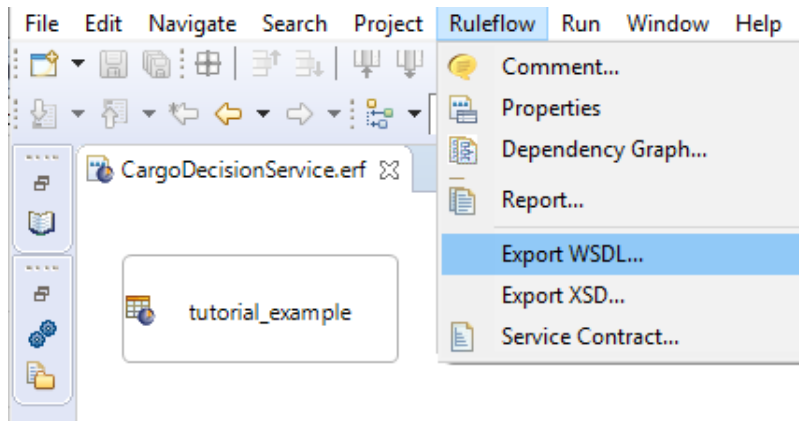 File Edit Navigate Search Project Ruleflow Run Window Help
Comment...
Properties
CargoDecisionService.erf
Dependency Graph...
Report...
Export WSDL...
tutorial_example
Export XSD...
Service Contract...